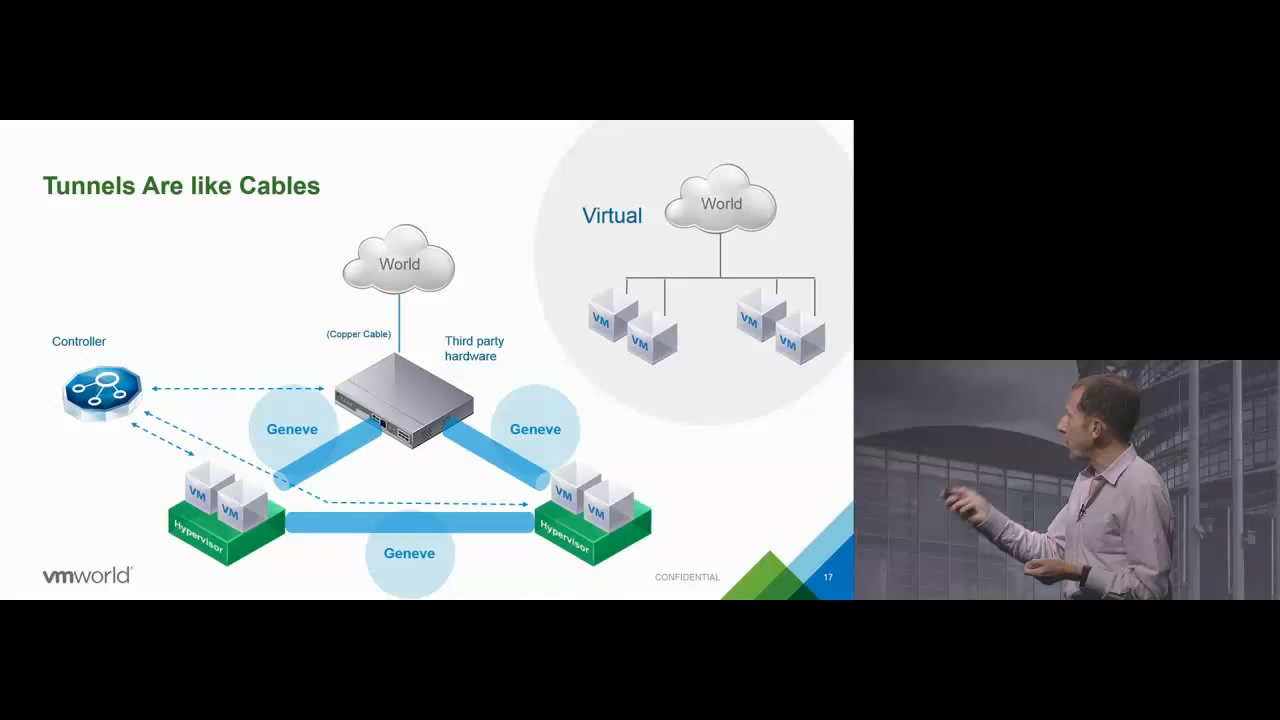 Tunnels Are like Cables
Virtual
World
World
VM
VM
VM
VM
(Copper Cable)
Third party
hardware
Controller
Geneve
Geneve
VM
VM
Hypervisor
VM
VM
Hypervisor
Geneve
vmworld®
CONFIDENTIAL
17